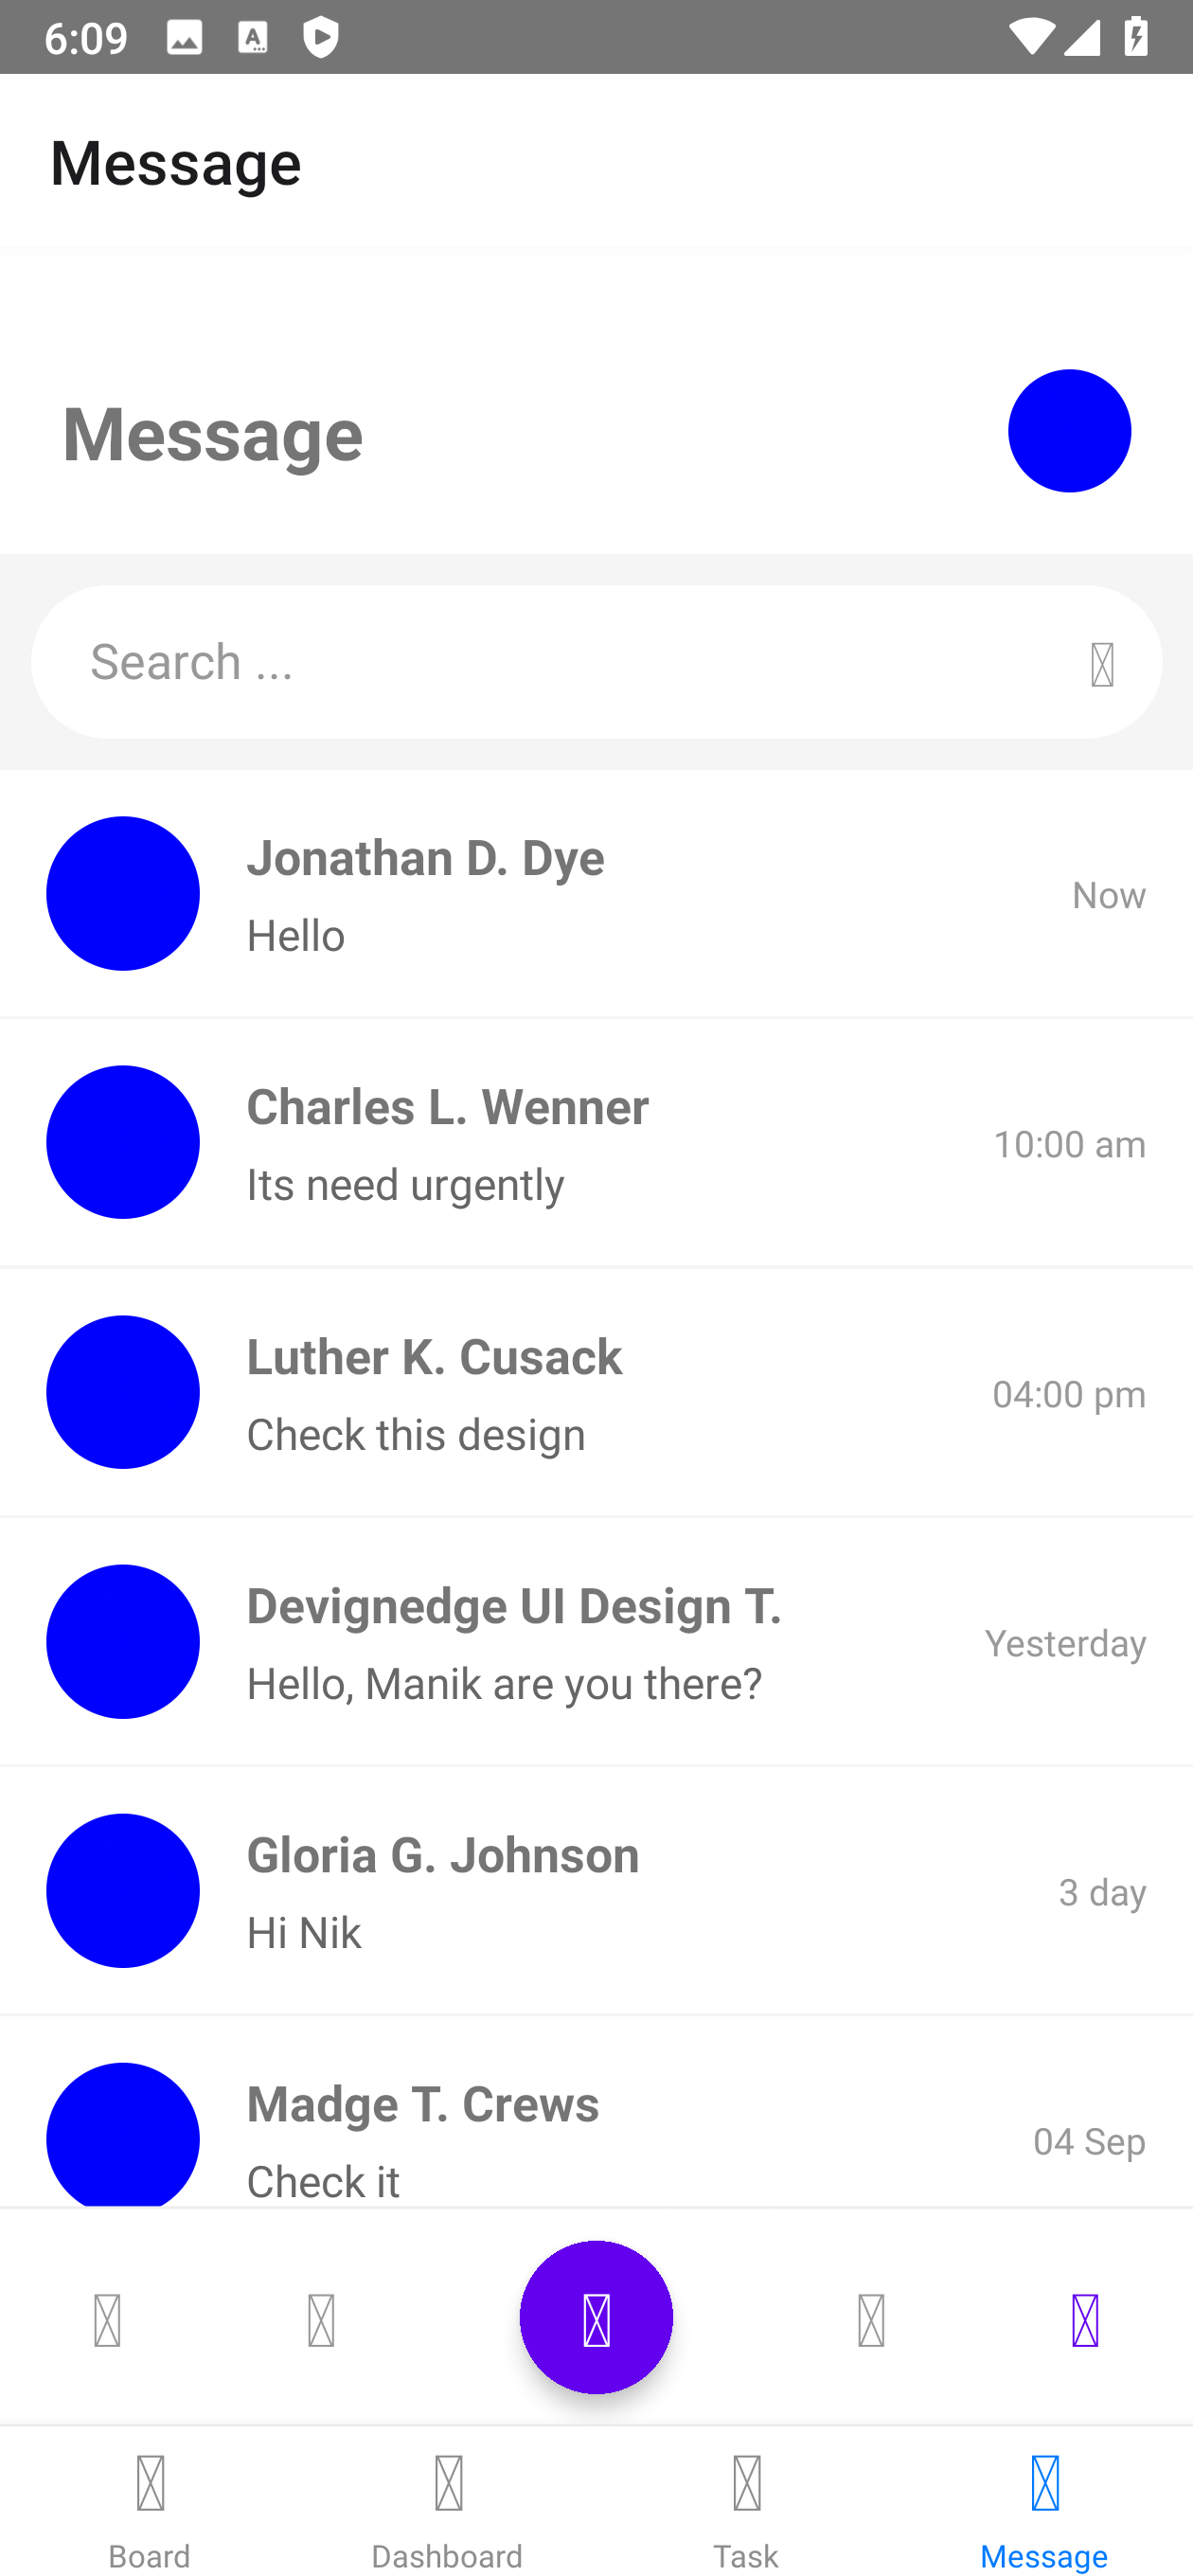 6:09
Message
Message
Search ...
Jonathan D. Dye
Hello
Now
Charles L. Wenner
Its need urgently
10:00 am
Luther K. Cusack
Check this design
04:00 pm
Devignedge UI Design T.
Hello, Manik are you there?
Yesterday
Gloria G. Johnson
Hi Nik
3 day
Madge T. Crews
Check it
04 Sep
Board Dashboard Task Message